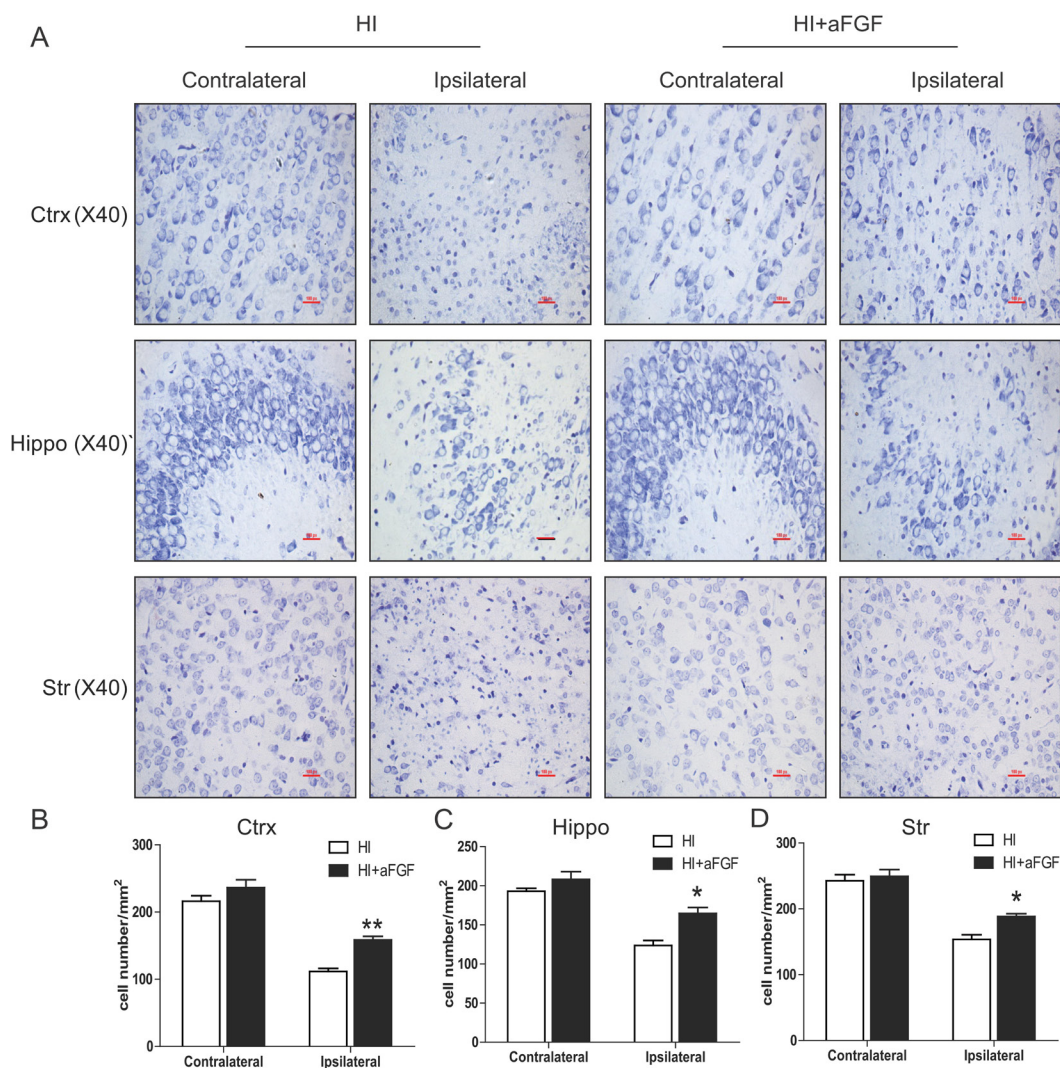 A
HI
HI+aFGF
Contralateral
Ipsilateral
Contralateral
Ipsilateral
Ctrx (X40)
Hippo (X40)`
Str (X40)
B
Ctrx
HI
HI+aFGF
cell number/mm²
300
200
100
0
**
Contralateral
Ipsilateral
C
Hippo
HI
HI+aFGF
cell number/mm²
250
200
150
100
50
0
*
Contralateral
Ipsilateral
D
Str
HI
HI+aFGF
cell number/mm²
300
200
100
0
*
Contralateral
Ipsilateral